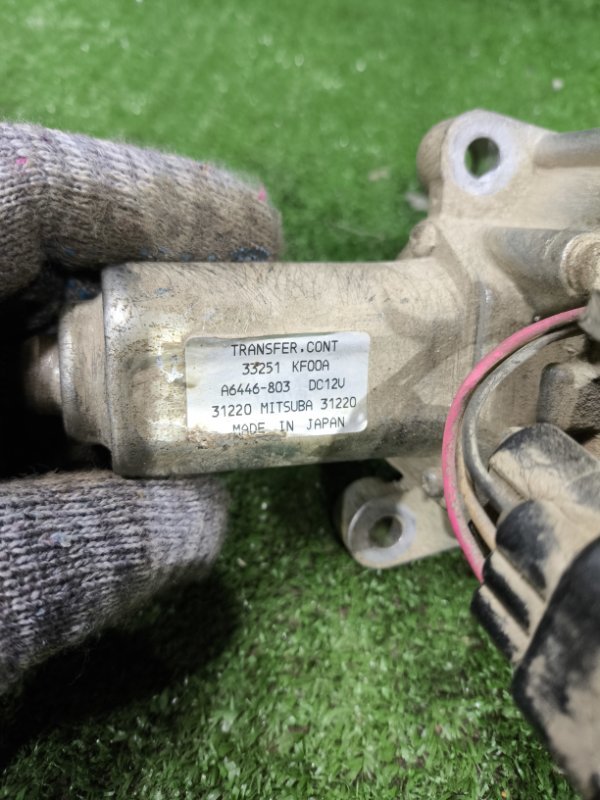 TRANSFER.CONT
33251 KF00A
A6446-803 DC12V
31220 MITSUBA 31220
MADE IN JAPAN